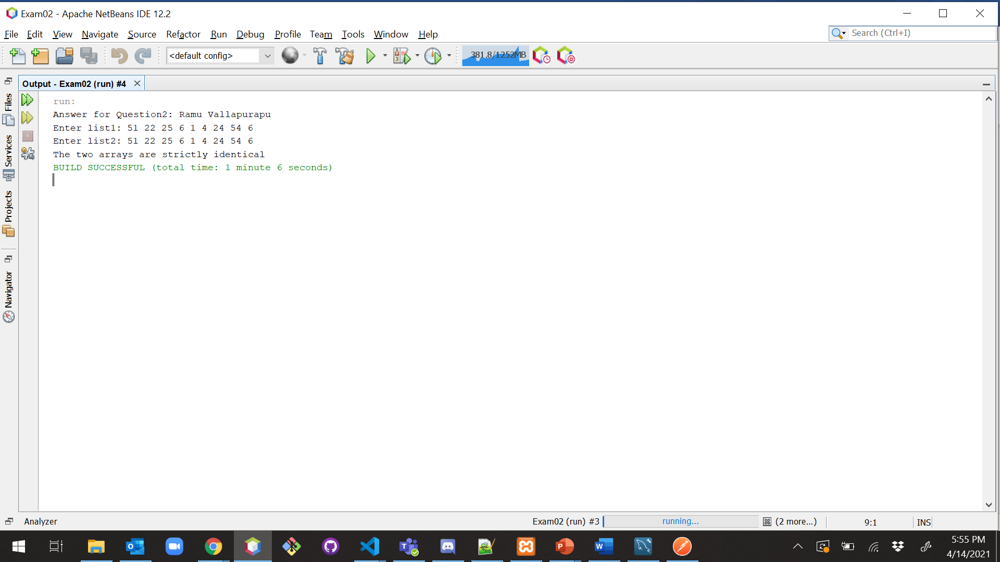 Exam02 - Apache NetBeans IDE 12.2
File Edit View Navigate Source Refactor Run Debug Profile Team Tools Window Help
Search (Ctrl+I)
<default config>
381.8/1252MB
Output - Exam02 (run) #4
run:
Answer for Question2: Ramu Vallapurapu
Enter list1: 51 22 25 6 1 4 24 54 6
Enter list2: 51 22 25 6 1 4 24 54 6
The two arrays are strictly identical
BUILD SUCCESSFUL (total time: 1 minute 6 seconds)
Files
Services
Projects
Navigator
Analyzer
Exam02 (run) #3
running...
(2 more...)
9:1
INS
5:55 PM
4/14/2021